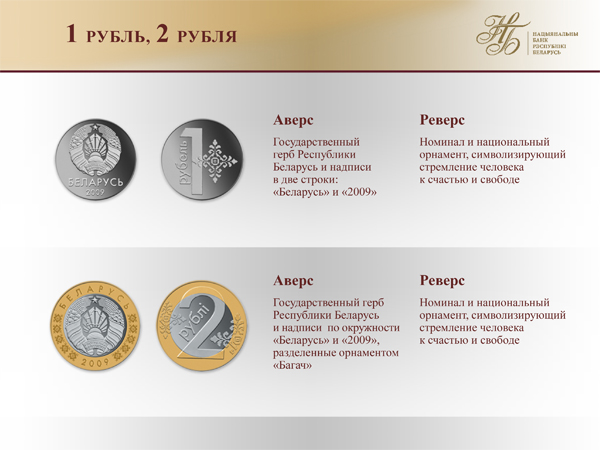 1 РУБЛЬ, 2 РУБЛЯ
НАЦЫЯНАЛЬНЫ
БАНК
РЭСПУБЛІКІ
БЕЛАРУСЬ
Аверс
Государственный
герб Республики
Беларусь и надписи
в две строки:
«Беларусь» и «2009»
Реверс
Номинал и национальный
орнамент, символизирующий
стремление человека
к счастью и свободе
БЕЛАРУСЬ
2009
1
рубель
Аверс
Государственный герб
Республики Беларусь
и надписи по окружности
«Беларусь» и «2009»,
разделенные орнаментом
«Багач»
Реверс
Номинал и национальный
орнамент, символизирующий
стремление человека
к счастью и свободе
БЕЛАРУСЬ
2009
2
рублі